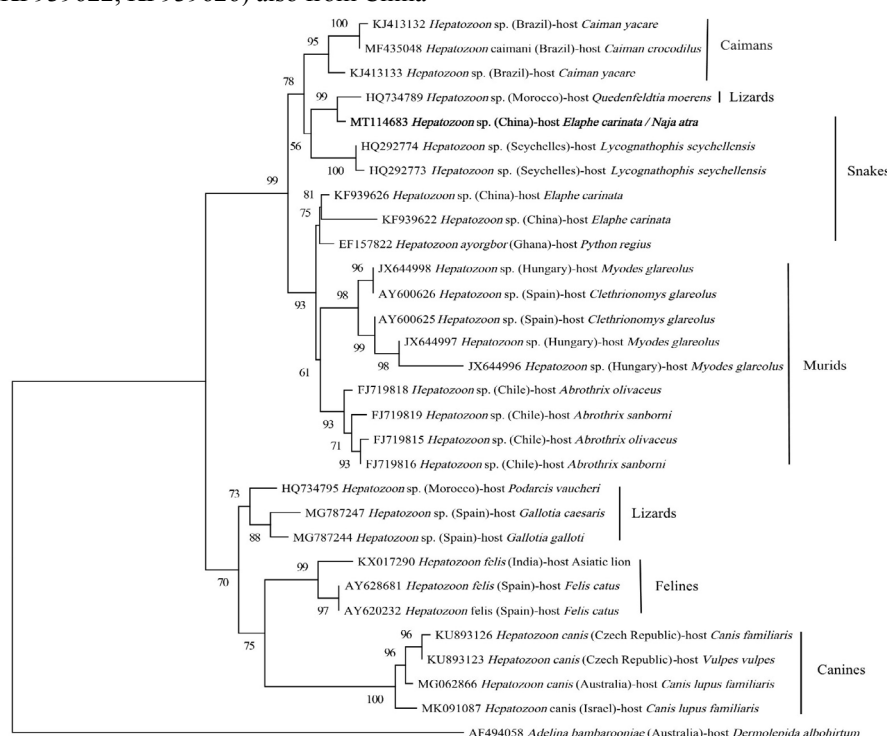 KF939622, KF939626) also from China
100 KJ413132 Hepatozoon sp. (Brazil)-host Caiman yacare
95 MF435048 Hepatozoon caimani (Brazil)-host Caiman crocodilus Caimans
KJ413133 Hepatozoon sp. (Brazil)-host Caiman yacare
78
99 HQ734789 Hepatozoon sp. (Morocco)-host Quedenfeldtia moerens Lizards
MT114683 Hepatozoon sp. (China)-host Elaphe carinata / Naja atra
56 HQ292774 Hepatozoon sp. (Seychelles)-host Lycognathophis seychellensis
100 HQ292773 Hepatozoon sp. (Seychelles)-host Lycognathophis seychellensis Snakes
99
81 KF939626 Hepatozoon sp. (China)-host Elaphe carinata
75 KF939622 Hepatozoon sp. (China)-host Elaphe carinata
EF157822 Hepatozoon ayorgbor (Ghana)-host Python regius
96 JX644998 Hepatozoon sp. (Hungary)-host Myodes glareolus
98 AY600626 Hepatozoon sp. (Spain)-host Clethrionomys glareolus
93
AY600625 Hepatozoon sp. (Spain)-host Clethrionomys glareolus
99 JX644997 Hepatozoon sp. (Hungary)-host Myodes glareolus
98 JX644996 Hepatozoon sp. (Hungary)-host Myodes glareolus Murids
61
FJ719818 Hepatozoon sp. (Chile)-host Abrothrix olivaceus
93 FJ719819 Hepatozoon sp. (Chile)-host Abrothrix sanborni
71 FJ719815 Hepatozoon sp. (Chile)-host Abrothrix olivaceus
93 FJ719816 Hepatozoon sp. (Chile)-host Abrothrix sanborni
73 HQ734795 Hepatozoon sp. (Morocco)-host Podarcis vaucheri
MG787247 Hepatozoon sp. (Spain)-host Gallotia caesaris Lizards
88 MG787244 Hepatozoon sp. (Spain)-host Gallotia galloti
70
99 KX017290 Hepatozoon felis (India)-host Asiatic lion
AY628681 Hepatozoon felis (Spain)-host Felis catus Felines
97 AY620232 Hepatozoon felis (Spain)-host Felis catus
75
96 KU893126 Hepatozoon canis (Czech Republic)-host Canis familiaris
96 KU893123 Hepatozoon canis (Czech Republic)-host Vulpes vulpes
MG062866 Hepatozoon canis (Australia)-host Canis lupus familiaris Canines
100 MK091087 Hepatozoon canis (Israel)-host Canis lupus familiaris
AF494058 Adelina bambarooniae (Australia)-host Dermolepida albohirtum